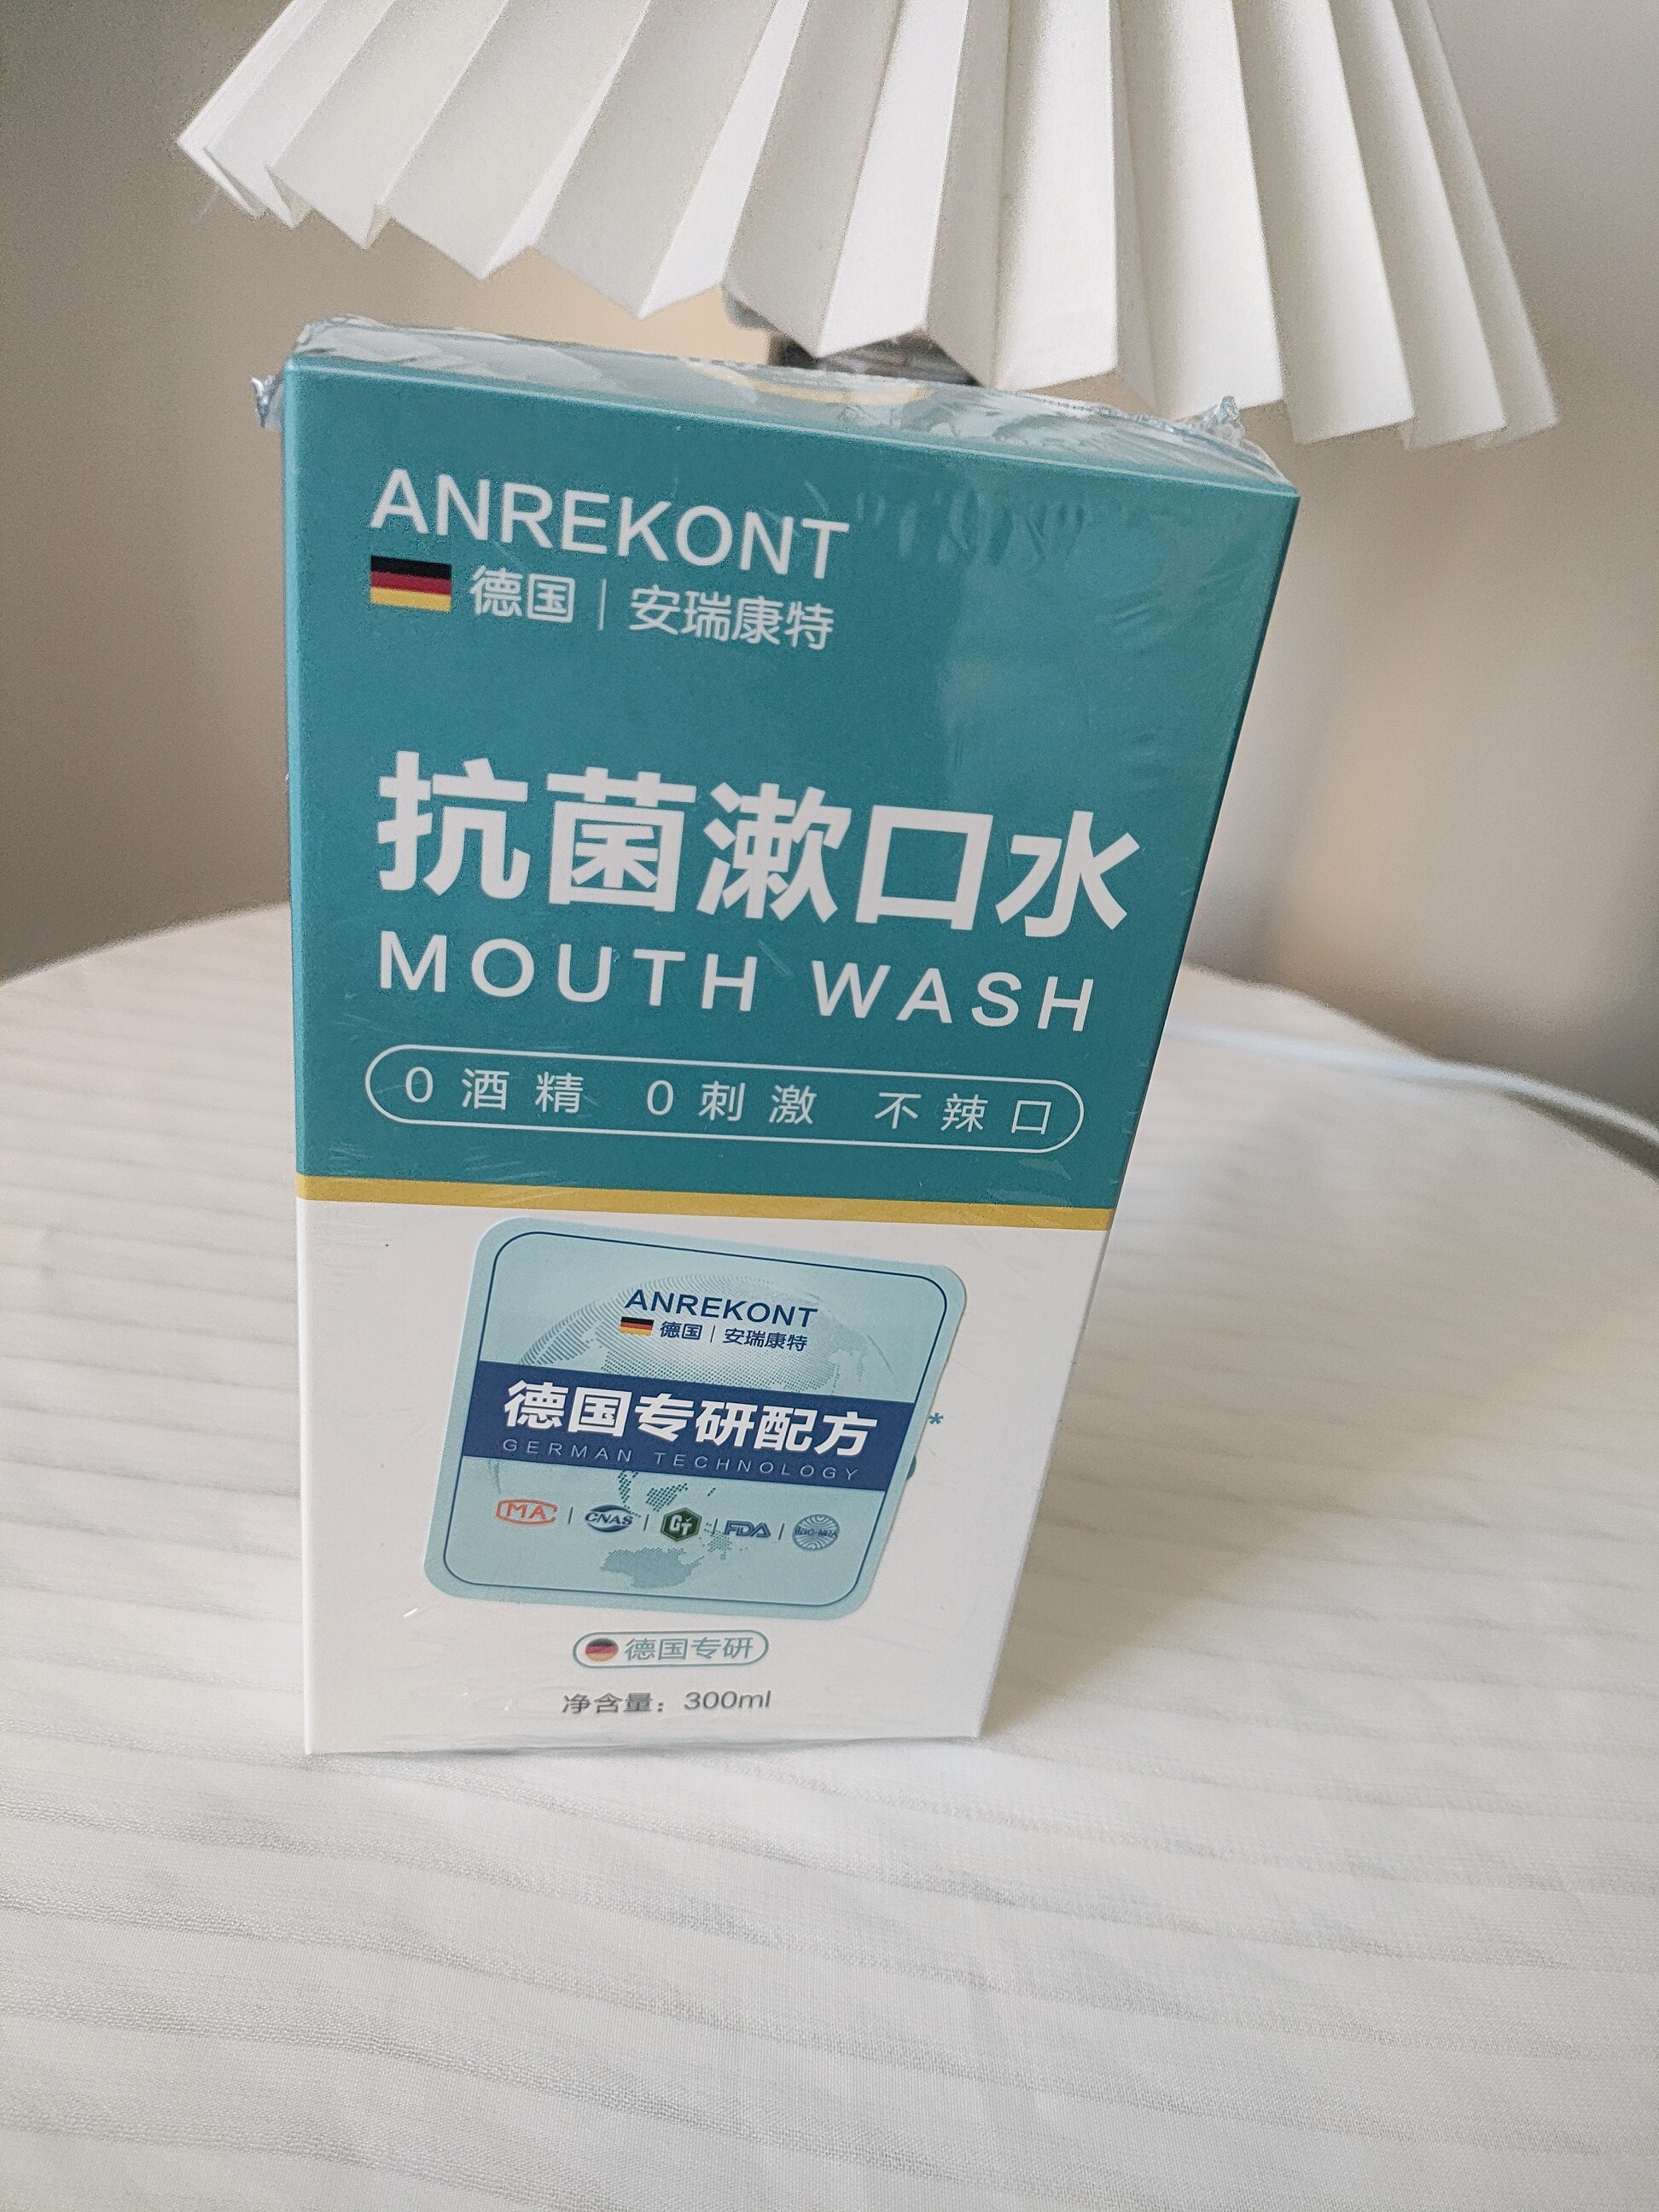 ANREKONT
德国 | 安瑞康特
抗菌漱口水
MOUTH WASH
0酒精 0刺激 不辣口
ANREKONT
德国 | 安瑞康特
德国专研配方
*
GERMAN TECHNOLOGY
MA | CNAS | GT | FDA |
德国专研
净含量：300ml